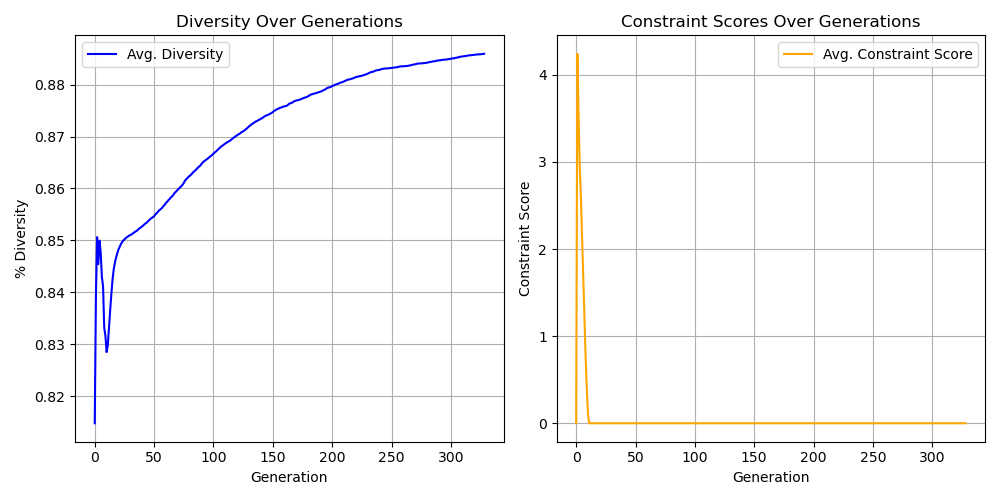 Diversity Over Generations
Avg. Diversity
% Diversity
0.88
0.87
0.86
0.85
0.84
0.83
0.82
0 50 100 150 200 250 300
Generation
Constraint Scores Over Generations
Avg. Constraint Score
Constraint Score
4
3
2
1
0
0 50 100 150 200 250 300
Generation